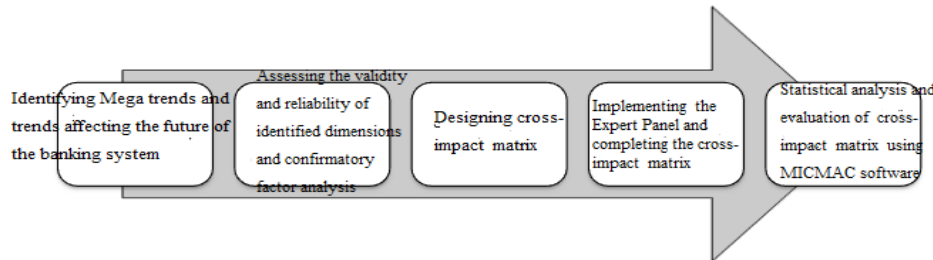 Identifying Mega trends and
trends affecting the future of
the banking system
Assessing the validity
and reliability of
identified dimensions
and confirmatory
factor analysis
Designing cross-
impact matrix
Implementing the
Expert Panel and
completing the cross-
impact matrix
Statistical analysis and
evaluation of cross-
impact matrix using
MICMAC software